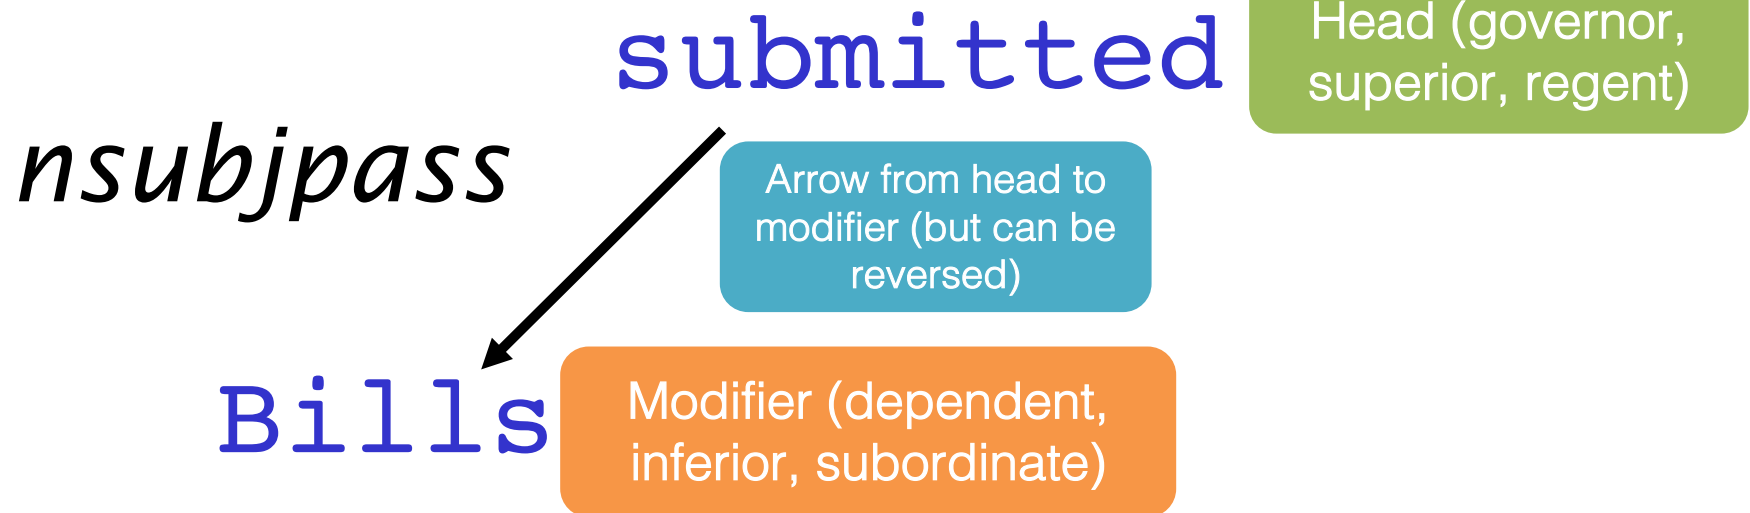 submitted
Head (governor,
superior, regent)
nsubjpass
Arrow from head to
modifier (but can be
reversed)
Bills
Modifier (dependent,
inferior, subordinate)